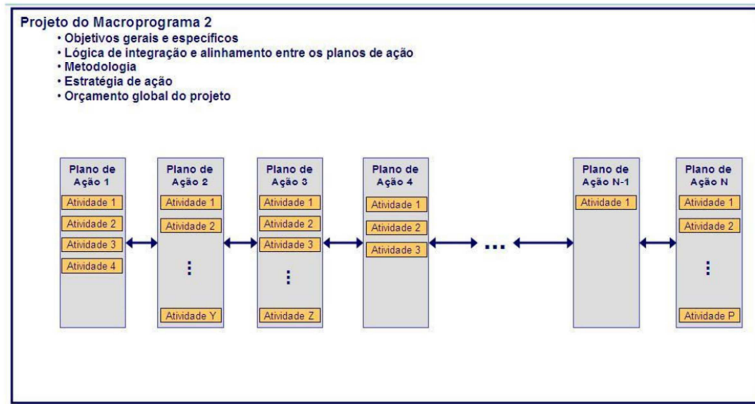 Projeto do Macroprograma 2
• Objetivos gerais e específicos
• Lógica de integração e alinhamento entre os planos de ação
• Metodologia
• Estratégia de ação
• Orçamento global do projeto
Plano de
Ação 1
Atividade 1
Atividade 2
Atividade 3
Atividade 4
Plano de
Ação 2
Atividade 1
Atividade 2
⋮
Atividade Y
Plano de
Ação 3
Atividade 1
Atividade 2
Atividade 3
⋮
Atividade Z
Plano de
Ação 4
Atividade 1
Atividade 2
Atividade 3
...
Plano de
Ação N-1
Atividade 1
Plano de
Ação N
Atividade 1
Atividade 2
⋮
Atividade P